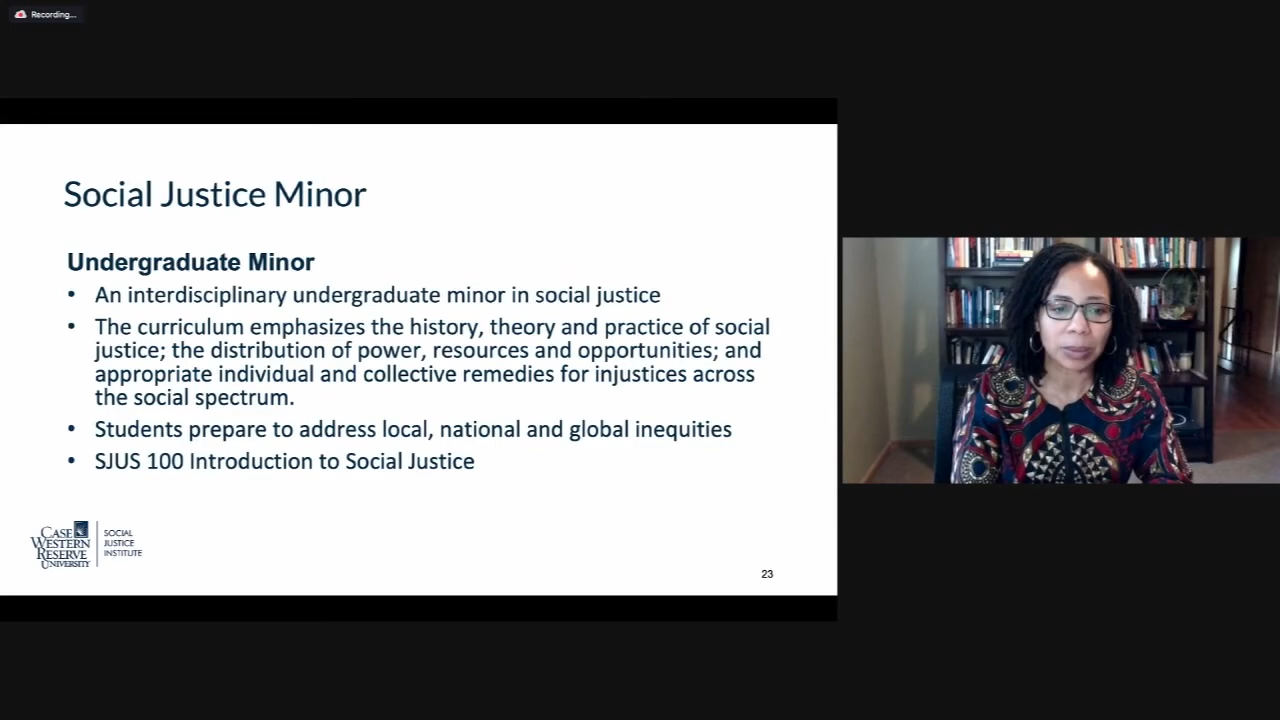 Recording...
Social Justice Minor
Undergraduate Minor
• An interdisciplinary undergraduate minor in social justice
• The curriculum emphasizes the history, theory and practice of social
justice; the distribution of power, resources and opportunities; and
appropriate individual and collective remedies for injustices across
the social spectrum.
• Students prepare to address local, national and global inequities
• SJUS 100 Introduction to Social Justice
CASE
WESTERN
RESERVE
UNIVERSITY
SOCIAL
JUSTICE
INSTITUTE
23